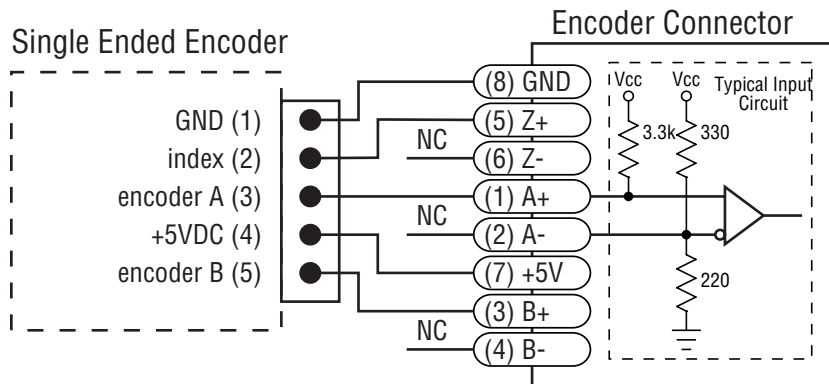 Encoder Connector
Single Ended Encoder
GND (1)
index (2)
encoder A (3)
+5VDC (4)
encoder B (5)
NC
NC
NC
(8) GND
(5) Z+
(6) Z-
(1) A+
(2) A-
(7) +5V
(3) B+
(4) B-
Vcc
Vcc
Typical Input
Circuit
3.3k
330
220